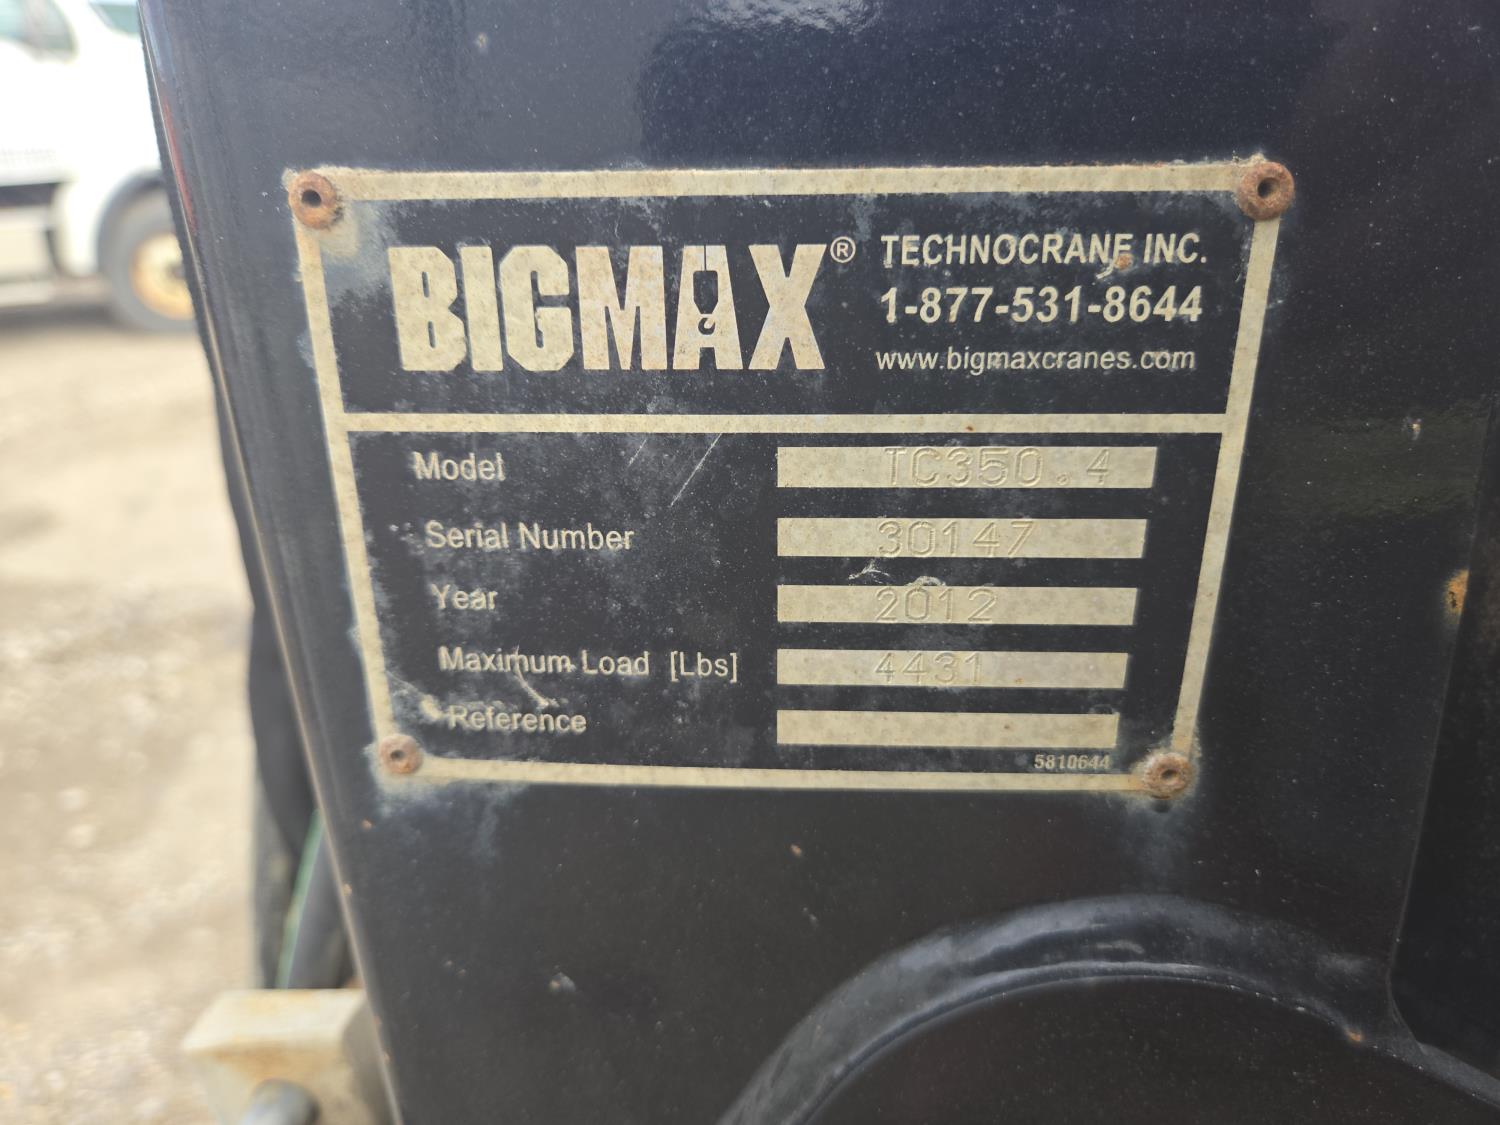 BIGMAX® TECHNOCRANE INC.
1-877-531-8644
www.bigmaxcranes.com
Model TC350.4
Serial Number 30147
Year 2012
Maximum Load [Lbs] 4431
Reference
5810644